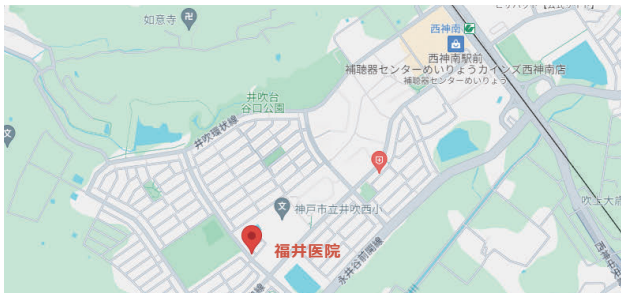 如意寺
西神南
西神南駅前
補聴器センターめいりょうカインズ西神南店
補聴器センターめいりょう
井吹台
谷口公園
井吹環状線
神戸市立井吹西小
吹上大歳
福井医院
永井谷前開線